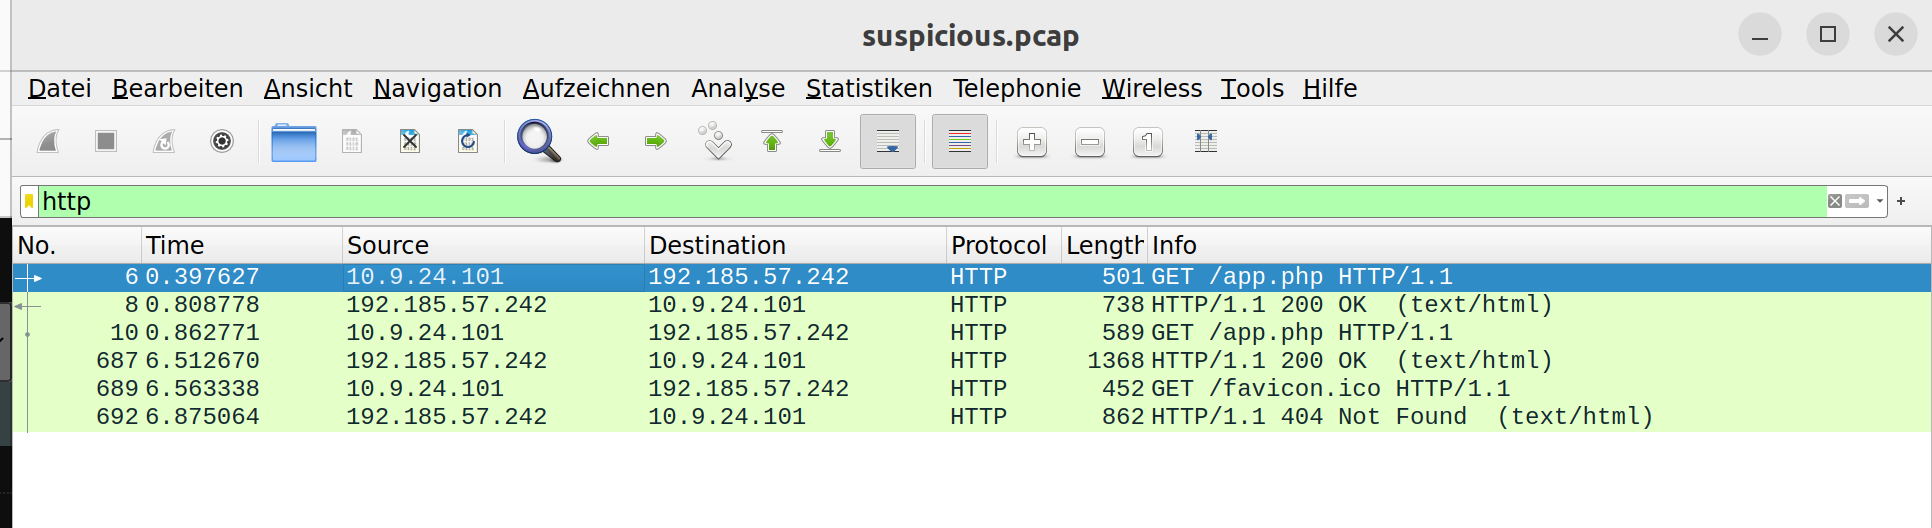 suspicious.pcap
Datei Bearbeiten Ansicht Navigation Aufzeichnen Analyse Statistiken Telephonie Wireless Tools Hilfe
1
http
No. Time Source Destination Protocol Length Info
6 0.397627 10.9.24.101 192.185.57.242 HTTP 501 GET /app.php HTTP/1.1
8 0.808778 192.185.57.242 10.9.24.101 HTTP 738 HTTP/1.1 200 OK (text/html)
10 0.862771 10.9.24.101 192.185.57.242 HTTP 589 GET /app.php HTTP/1.1
687 6.512670 192.185.57.242 10.9.24.101 HTTP 1368 HTTP/1.1 200 OK (text/html)
689 6.563338 10.9.24.101 192.185.57.242 HTTP 452 GET /favicon.ico HTTP/1.1
692 6.875064 192.185.57.242 10.9.24.101 HTTP 862 HTTP/1.1 404 Not Found (text/html)